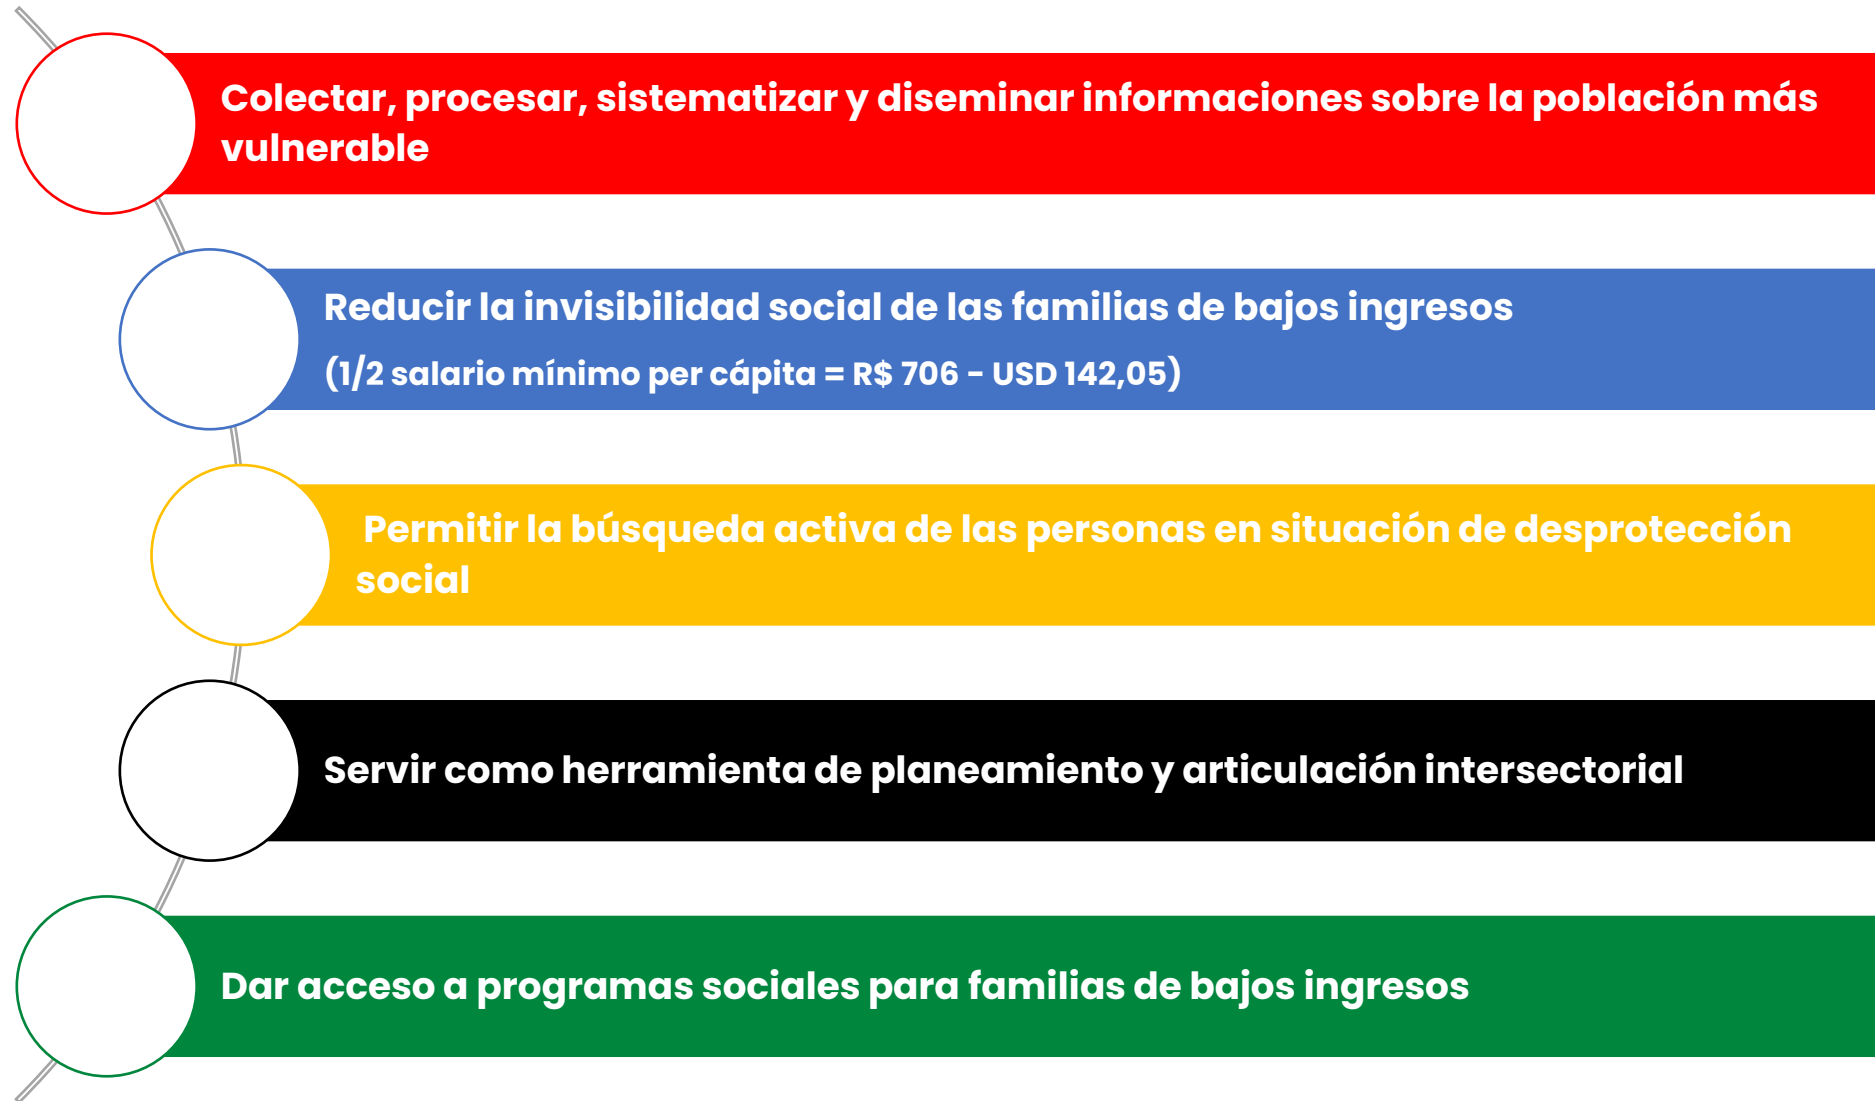 Colectar, procesar, sistematizar y diseminar informaciones sobre la población más
vulnerable
Reducir la invisibilidad social de las familias de bajos ingresos
(1/2 salario mínimo per cápita = R$ 706 - USD 142,05)
Permitir la búsqueda activa de las personas en situación de desprotección
social
Servir como herramienta de planeamiento y articulación intersectorial
Dar acceso a programas sociales para familias de bajos ingresos